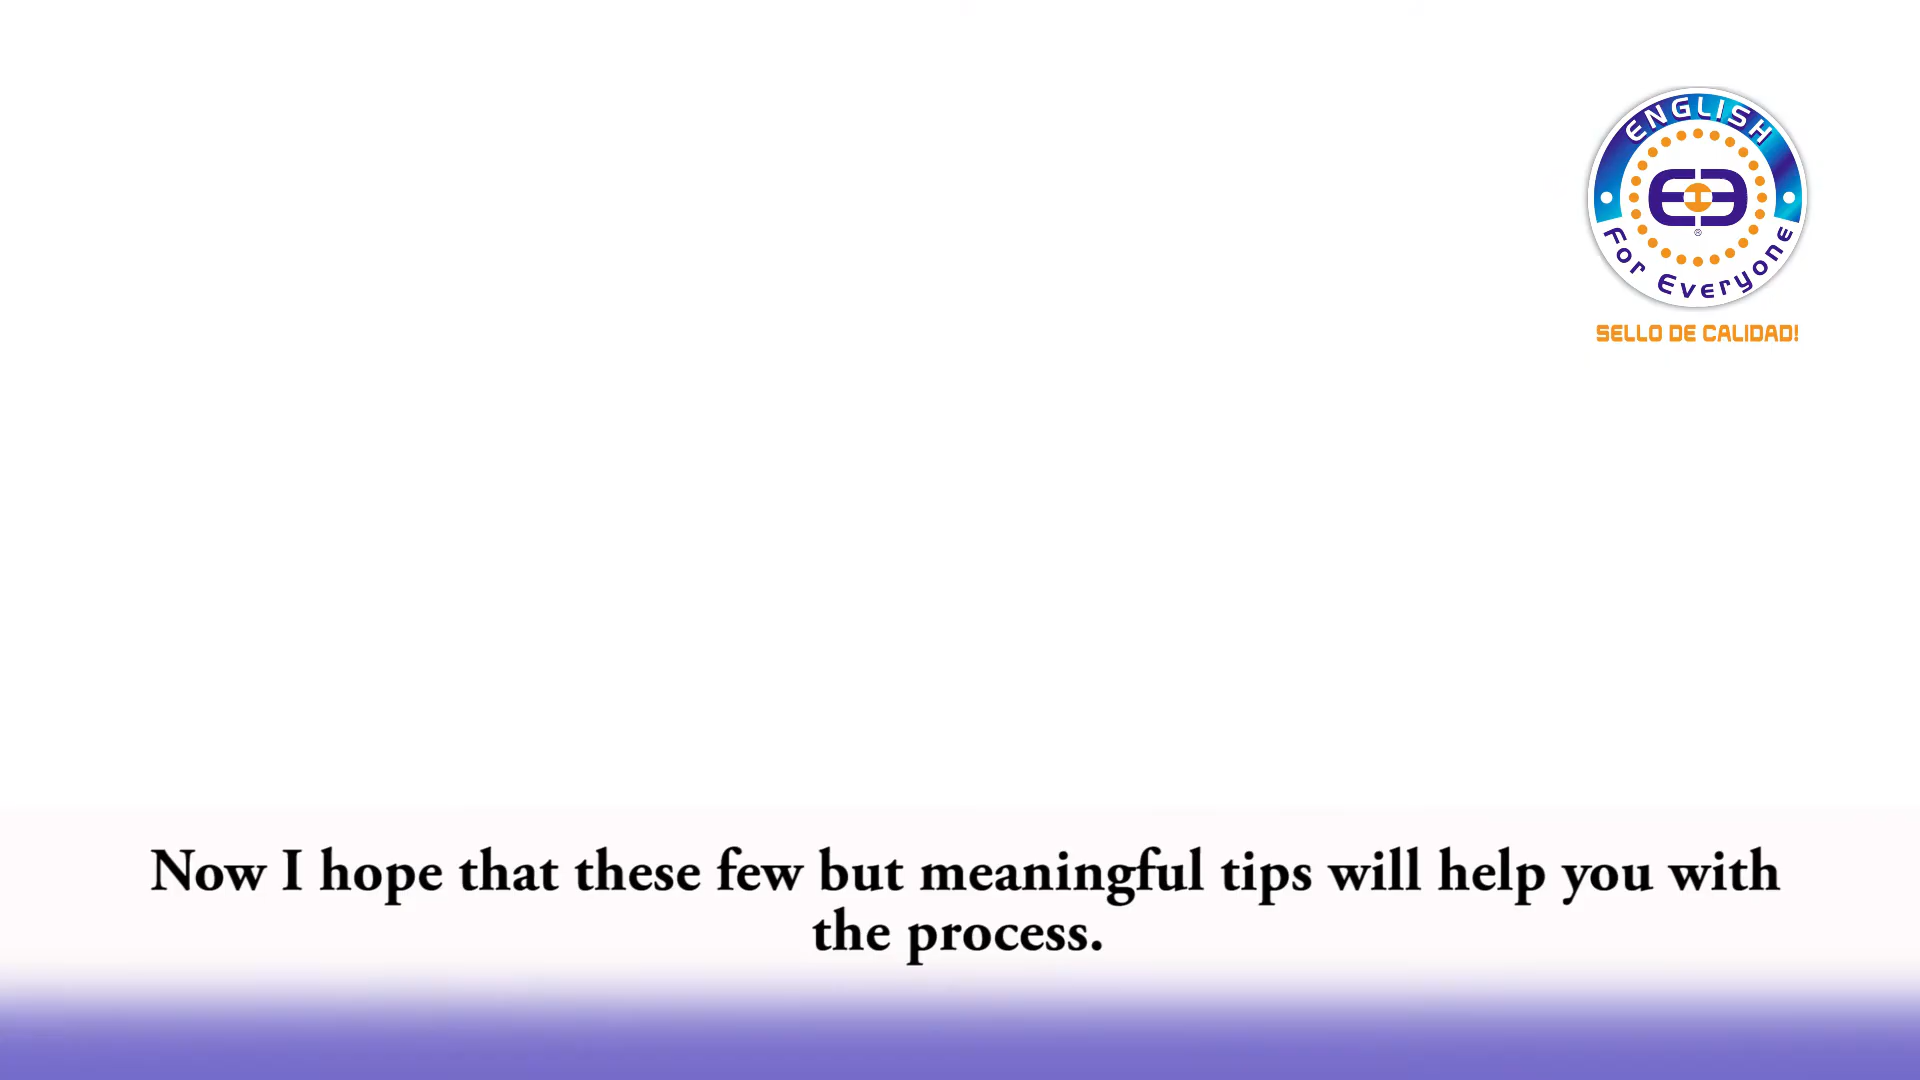 ENGLISH
EIE
®
For Everyone
SELLO DE CALIDAD!
Now I hope that these few but meaningful tips will help you with
the process.